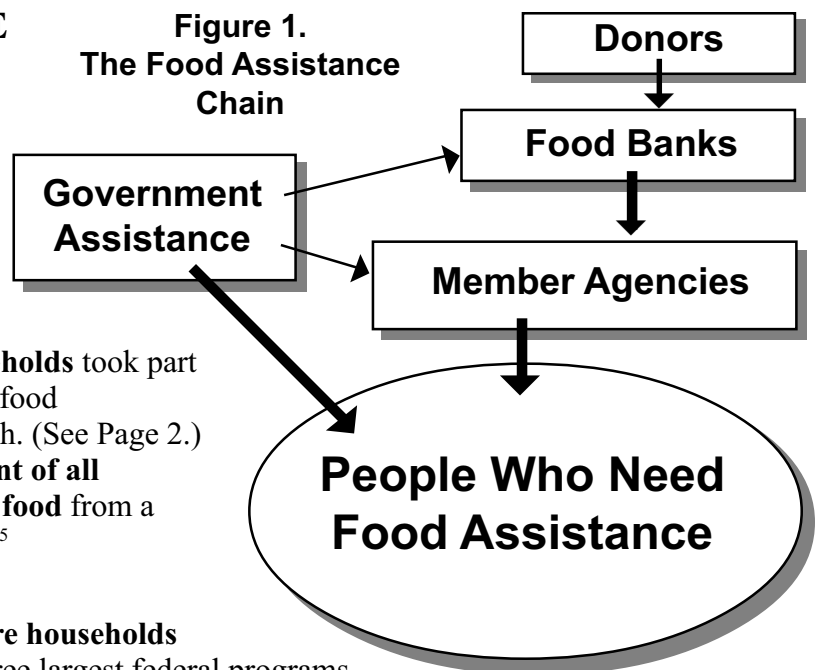 Figure 1.
The Food Assistance
Chain
Donors
Food Banks
Government
Assistance
Member Agencies
People Who Need
Food Assistance
holds took part
food
h. (See Page 2.)
nt of all
food from a
5
re households
ree largest federal programs